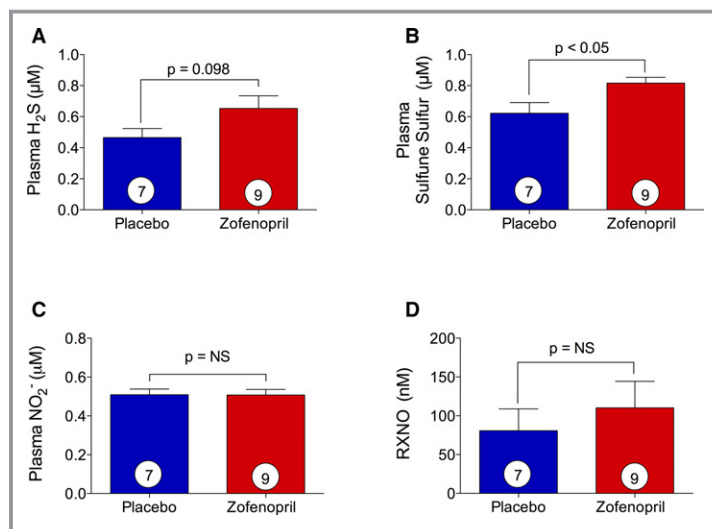 A
p = 0.098
Plasma H₂S (µM)
1.0
0.8
0.6
0.4
0.2
0.0
7
9
Placebo
Zofenopril
B
p < 0.05
Plasma
Sulfune Sulfur (µM)
1.0
0.8
0.6
0.4
0.2
0.0
7
9
Placebo
Zofenopril
C
p = NS
Plasma NO₂⁻ (µM)
0.8
0.6
0.4
0.2
0.0
7
9
Placebo
Zofenopril
D
p = NS
RXNO
(nM)
200
150
100
50
0
7
9
Placebo
Zofenopril